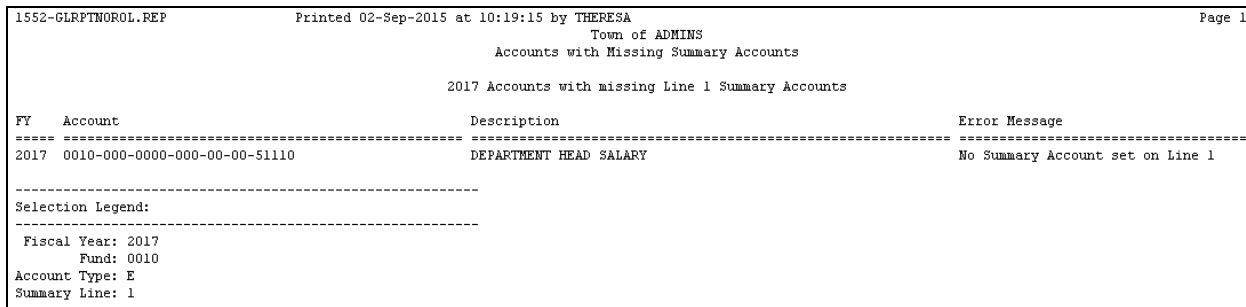 1552-GLRPTNOROL.REP Printed 02-Sep-2015 at 10:19:15 by THERESA Page 1
Town of ADMINS
Accounts with Missing Summary Accounts
2017 Accounts with missing Line 1 Summary Accounts
FY Account Description Error Message
2017 0010-000-0000-000-00-00-51110 DEPARTMENT HEAD SALARY No Summary Account set on Line 1
Selection Legend:
Fiscal Year: 2017
Fund: 0010
Account Type: E
Summary Line: 1